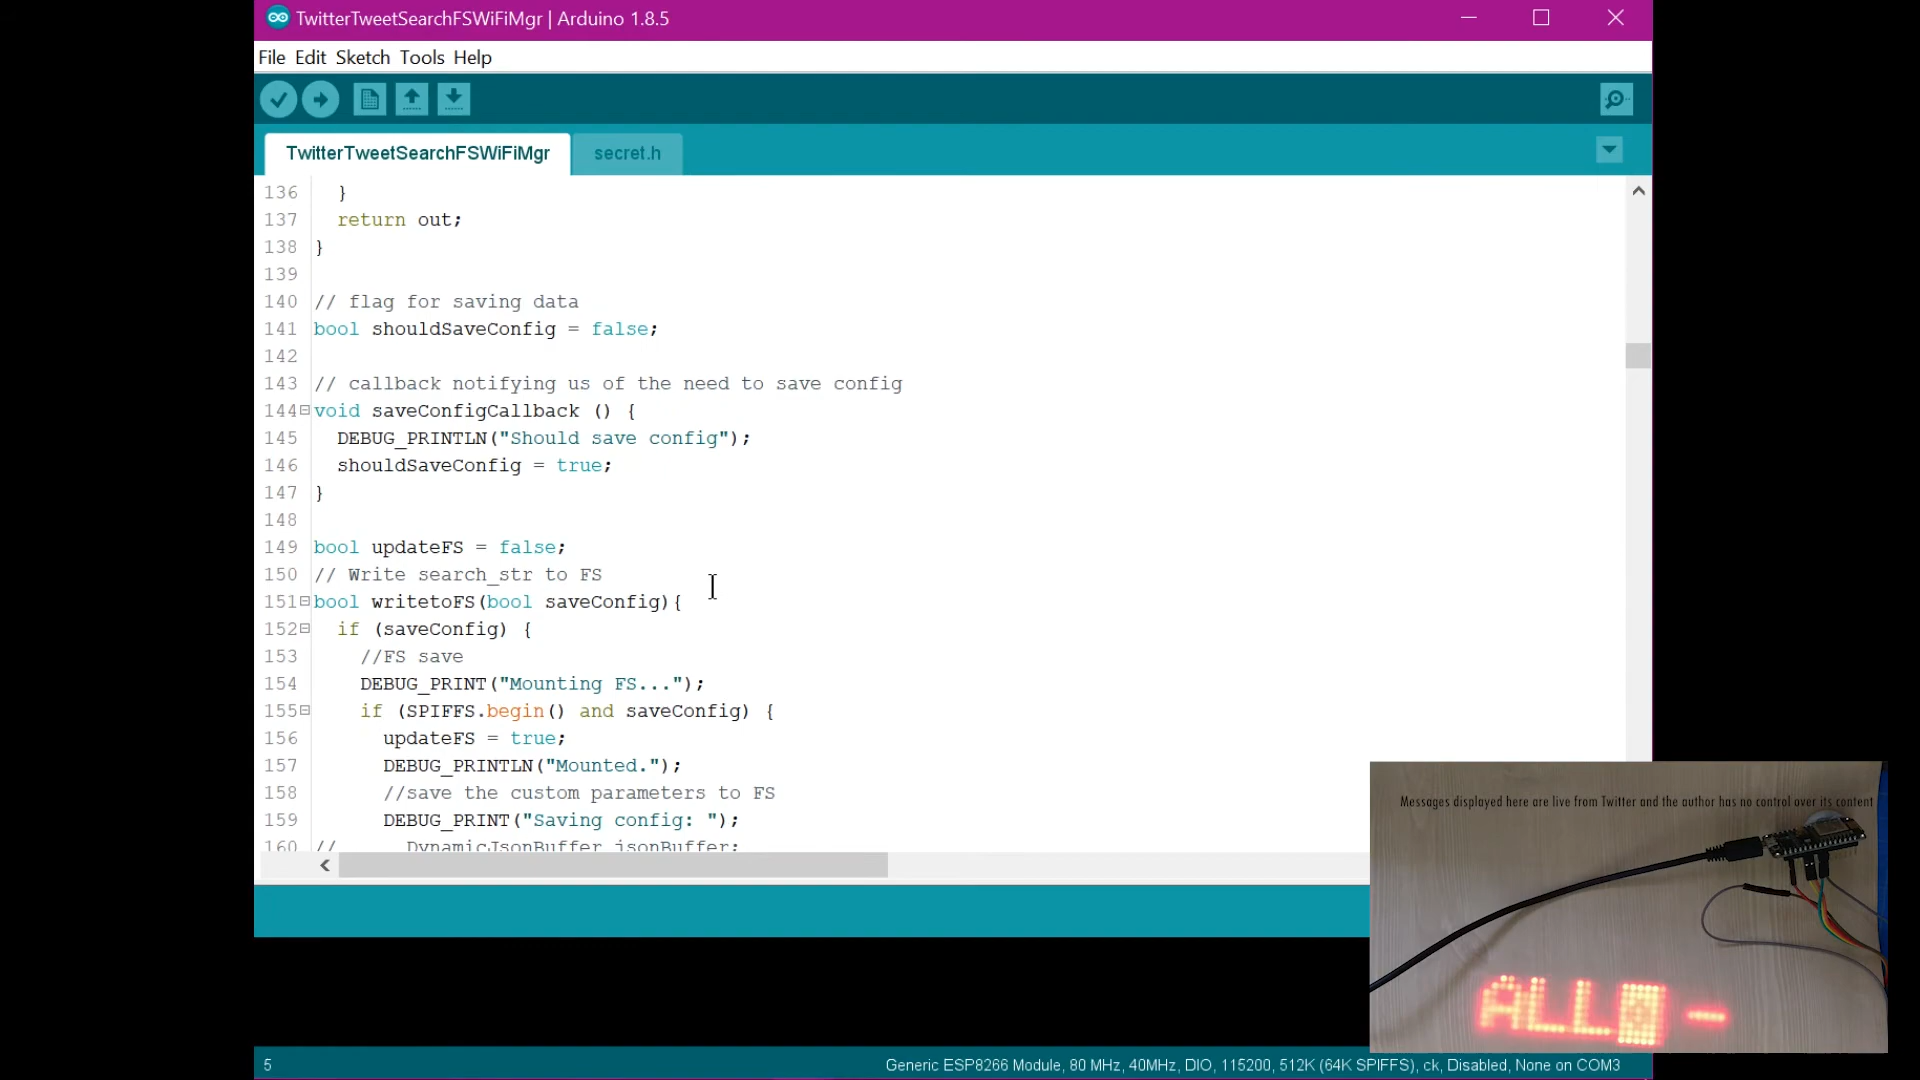 TwitterTweetSearchFSWiFiMgr | Arduino 1.8.5
File Edit Sketch Tools Help
TwitterTweetSearchFSWiFiMgr secret.h
136 }
137 return out;
138 }
139
140 // flag for saving data
141 bool shouldSaveConfig = false;
142
143 // callback notifying us of the need to save config
144 void saveConfigCallback () {
145 DEBUG_PRINTLN("Should save config");
146 shouldSaveConfig = true;
147 }
148
149 bool updateFS = false;
150 // Write search_str to FS
151 bool writetoFS(bool saveConfig){
152 if (saveConfig) {
153 //FS save
154 DEBUG_PRINT("Mounting FS...");
155 if (SPIFFS.begin() and saveConfig) {
156 updateFS = true;
157 DEBUG_PRINTLN("Mounted.");
158 //save the custom parameters to FS
159 DEBUG_PRINT("Saving config: ");
160 // DynamicJsonBuffer jsonBuffer;
Messages displayed here are live from Twitter and the author has no control over its content
5 Generic ESP8266 Module, 80 MHz, 40MHz, DIO, 115200, 512K (64K SPIFFS), ck, Disabled, None on COM3